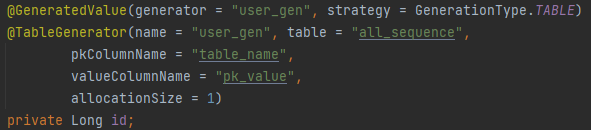 @GeneratedValue(generator = "user_gen", strategy = GenerationType.TABLE)
@TableGenerator(name = "user_gen", table = "all_sequence",
pkColumnName = "table_name",
valueColumnName = "pk_value",
allocationSize = 1)
private Long id;